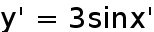 y' = 3sinx'